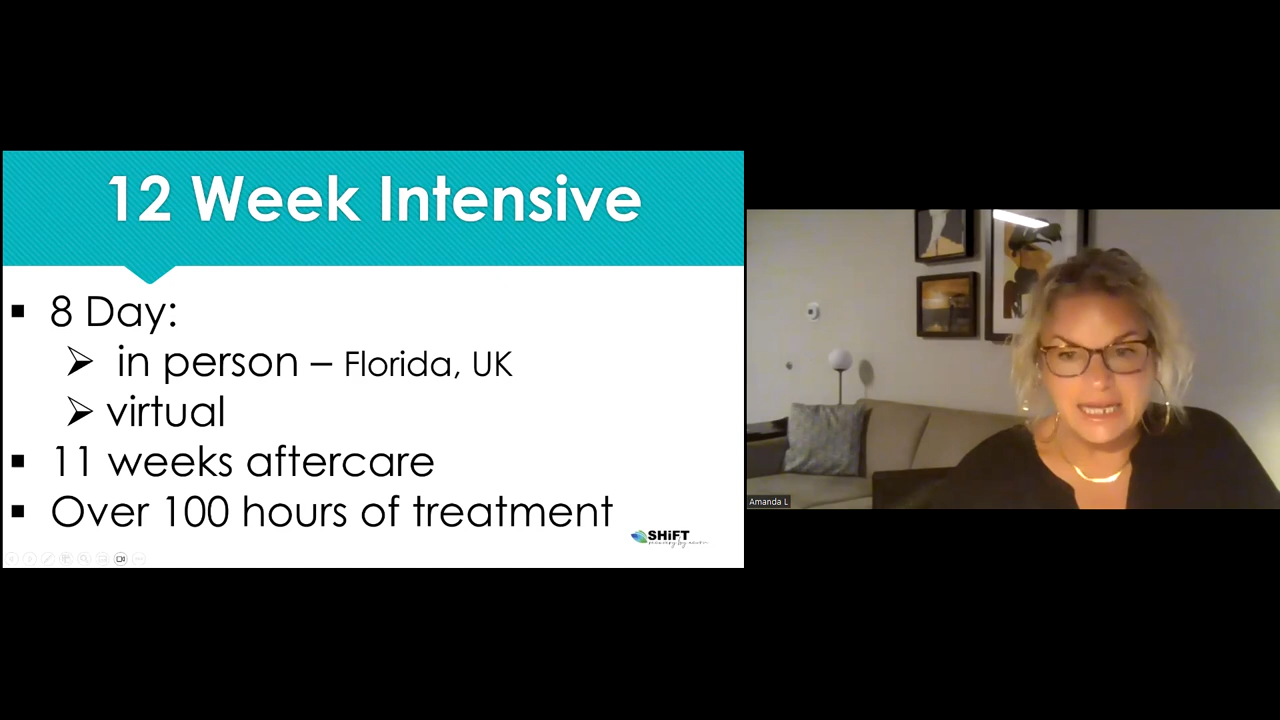 12 Week Intensive
▪ 8 Day:
➢ in person – Florida, UK
➢ virtual
▪ 11 weeks aftercare
▪ Over 100 hours of treatment
SHiFT
Amanda L